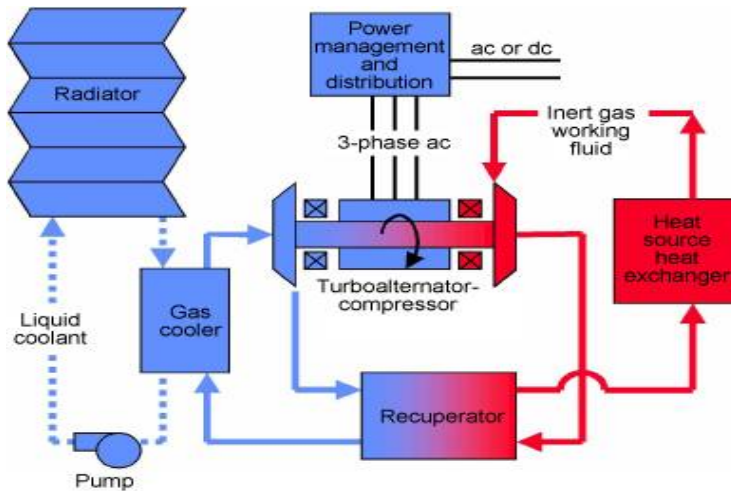 Power
management
and
distribution
ac or dc
Radiator
Inert gas
working
fluid
3-phase ac
Heat
source
heat
exchanger
Turboalternator-
compressor
Gas
cooler
Liquid
coolant
Recuperator
Pump